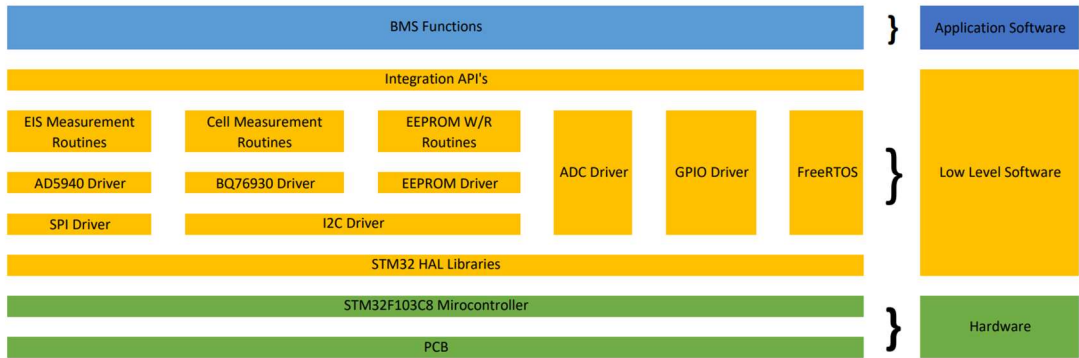 BMS Functions
Application Software
Integration API's
EIS Measurement
Routines
Cell Measurement
Routines
EEPROM W/R
Routines
ADC Driver
GPIO Driver
FreeRTOS
Low Level Software
AD5940 Driver
BQ76930 Driver
EEPROM Driver
SPI Driver
I2C Driver
STM32 HAL Libraries
STM32F103C8 Mirocontroller
Hardware
PCB